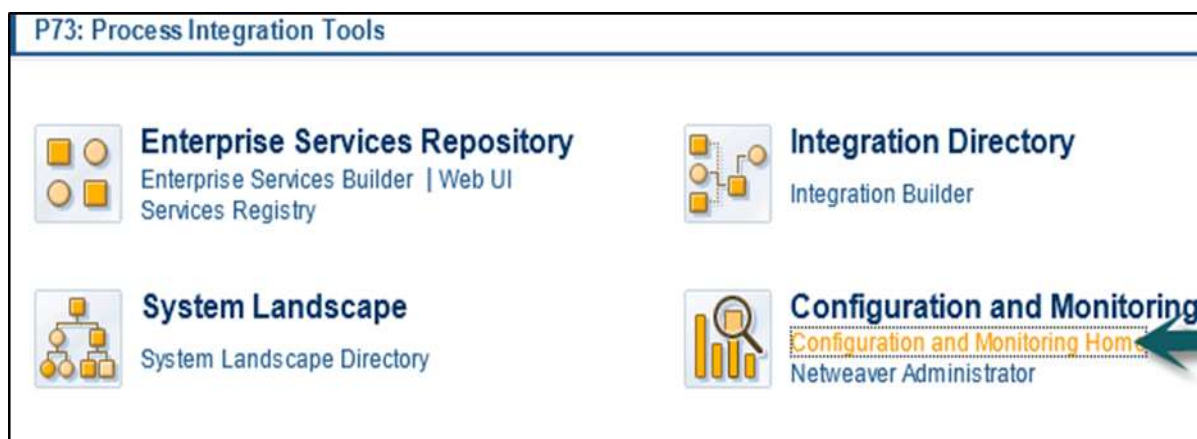 P73: Process Integration Tools
Enterprise Services Repository
Enterprise Services Builder | Web UI
Services Registry
Integration Directory
Integration Builder
System Landscape
System Landscape Directory
Configuration and Monitoring
Configuration and Monitoring Home
Netweaver Administrator